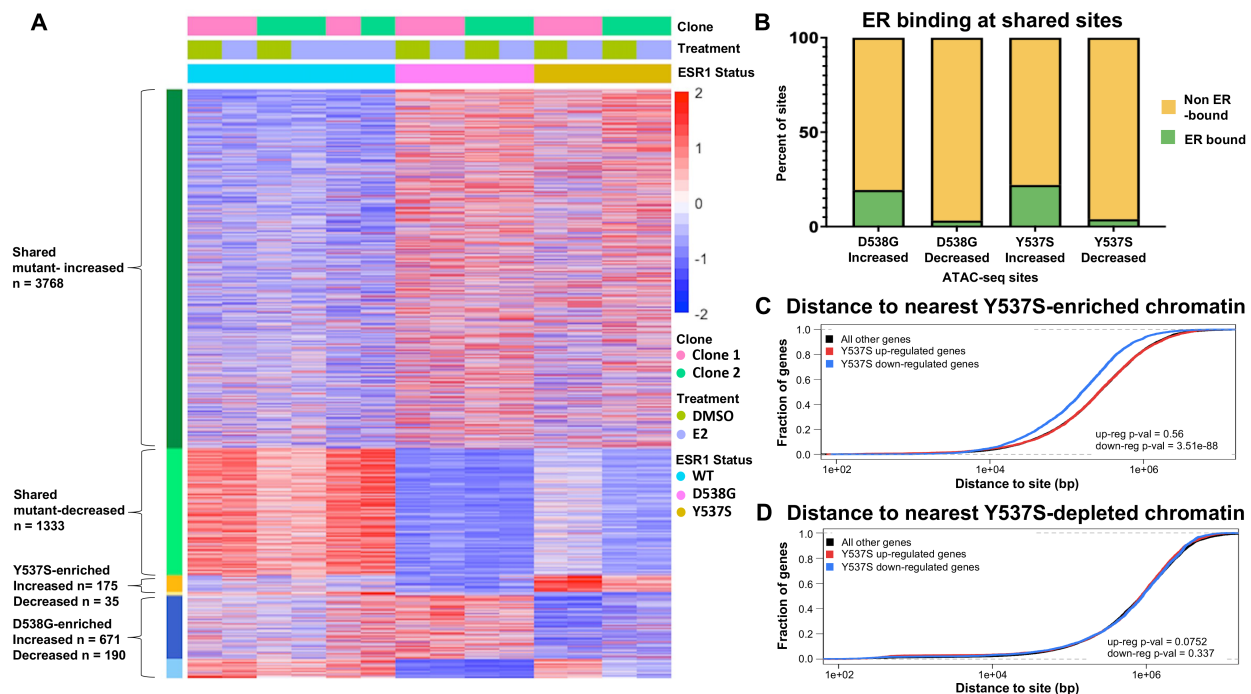 A
Clone
Treatment
ESR1 Status
2
1
0
-1
-2
Shared
mutant- increased
n = 3768
Shared
mutant-decreased
n = 1333
Y537S-enriched
Increased n= 175
Decreased n = 35
D538G-enriched
Increased n = 671
Decreased n = 190
Clone
Clone 1
Clone 2
Treatment
DMSO
E2
ESR1 Status
WT
D538G
Y537S
B
ER binding at shared sites
Percent of sites
100
50
0
D538G
Increased
D538G
Decreased
Y537S
Increased
Y537S
Decreased
ATAC-seq sites
Non ER
-bound
ER bound
C Distance to nearest Y537S-enriched chromatin
Fraction of genes
1.0
0.8
0.6
0.4
0.2
0.0
All other genes
Y537S up-regulated genes
Y537S down-regulated genes
up-reg p-val = 0.56
down-reg p-val = 3.51e-88
1e+02 1e+04 1e+06
Distance to site (bp)
D Distance to nearest Y537S-depleted chromatin
Fraction of genes
1.0
0.8
0.6
0.4
0.2
0.0
All other genes
Y537S up-regulated genes
Y537S down-regulated genes
up-reg p-val = 0.0752
down-reg p-val = 0.337
1e+02 1e+04 1e+06
Distance to site (bp)